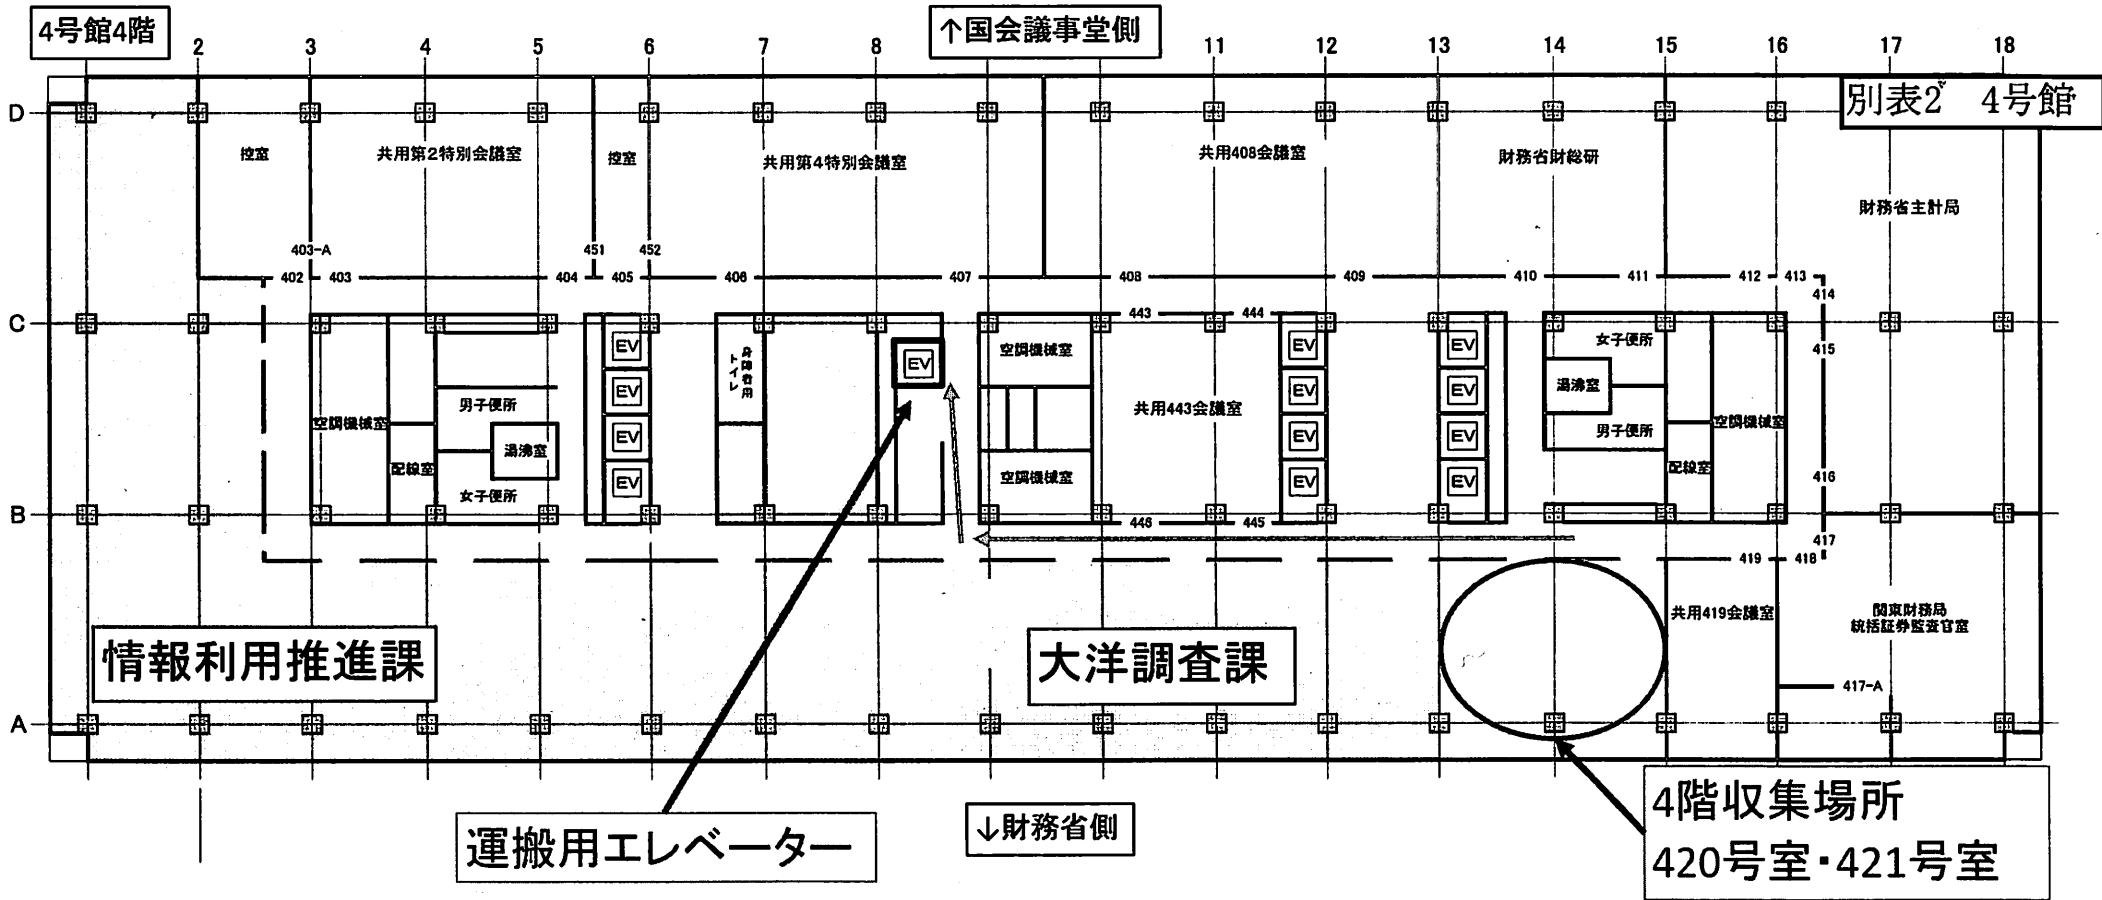 4号館4階
↑国会議事堂側
2 3 4 5 6 7 8 11 12 13 14 15 16 17 18
別表2 4号館
D
控室
共用第2特別会議室
控室
共用第4特別会議室
共用408会議室
財務省財総研
財務省主計局
403-A
451
452
402
403
404
405
406
407
408
409
410
411
412
413
414
C
443
444
EV
EV
EV
EV
身障者用
トイレ
EV
空調機械室
空調機械室
共用443会議室
EV
EV
EV
EV
EV
EV
EV
EV
女子便所
湯沸室
男子便所
空調機械室
配線室
415
416
空調機械室
配線室
男子便所
湯沸室
女子便所
B
446
445
417
419
418
共用419会議室
関東財務局
統括証券監査官室
417-A
情報利用推進課
大洋調査課
A
運搬用エレベーター
↓財務省側
4階収集場所
420号室・421号室